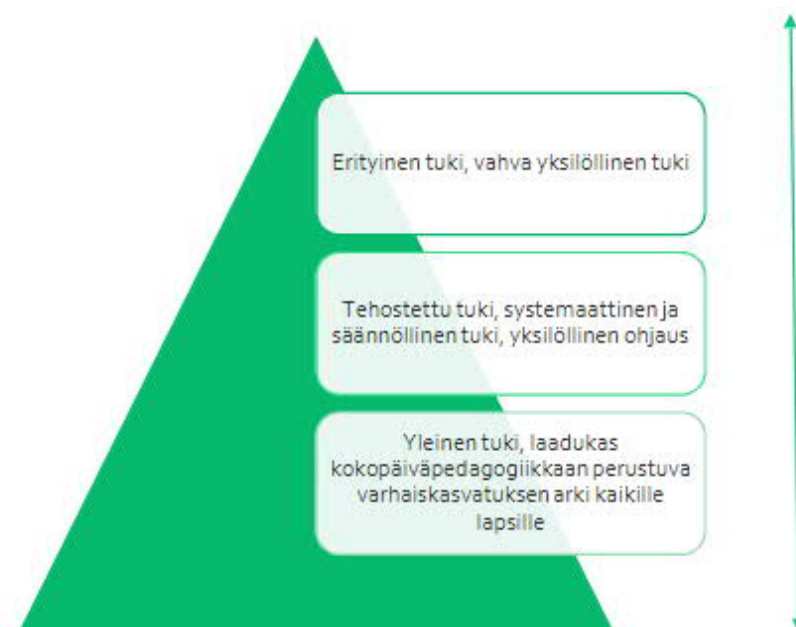 Erityinen tuki, vahva yksilöllinen tuki
Tehostettu tuki, systemaattinen ja
säännöllinen tuki, yksilöllinen ohjaus
Yleinen tuki, laadukas
kokopäiväpedagogiikkaan perustuva
varhaiskasvatuksen arki kaikille
lapsille